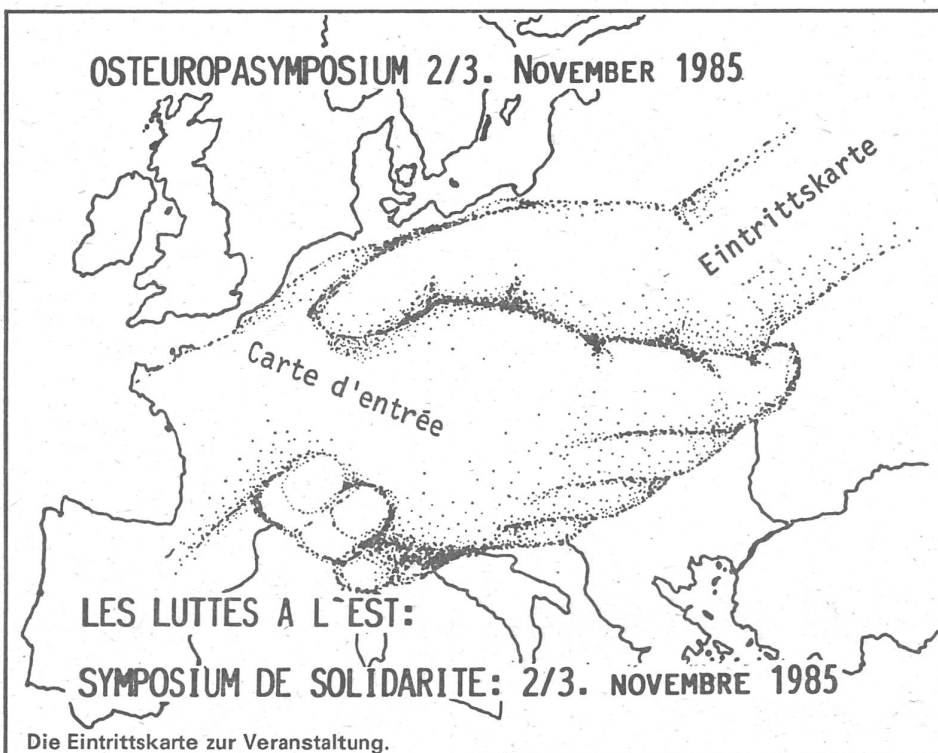 OSTEUROPASYMPOSIUM 2/3. NOVEMBER 1985
Eintrittskarte
Carte d'entrée
LES LUTTES A L`EST:
SYMPOSIUM DE SOLIDARITE: 2/3. NOVEMBRE 1985
Die Eintrittskarte zur Veranstaltung.